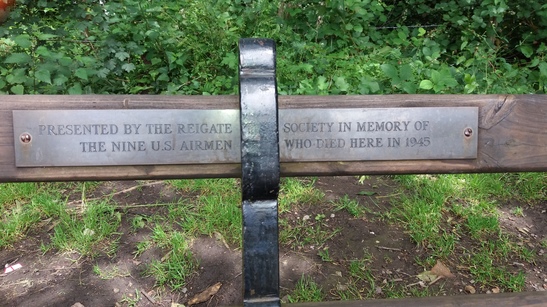 PRESENTED BY THE REIGATE SOCIETY IN MEMORY OF
THE NINE U.S. AIRMEN WHO DIED HERE IN 1945